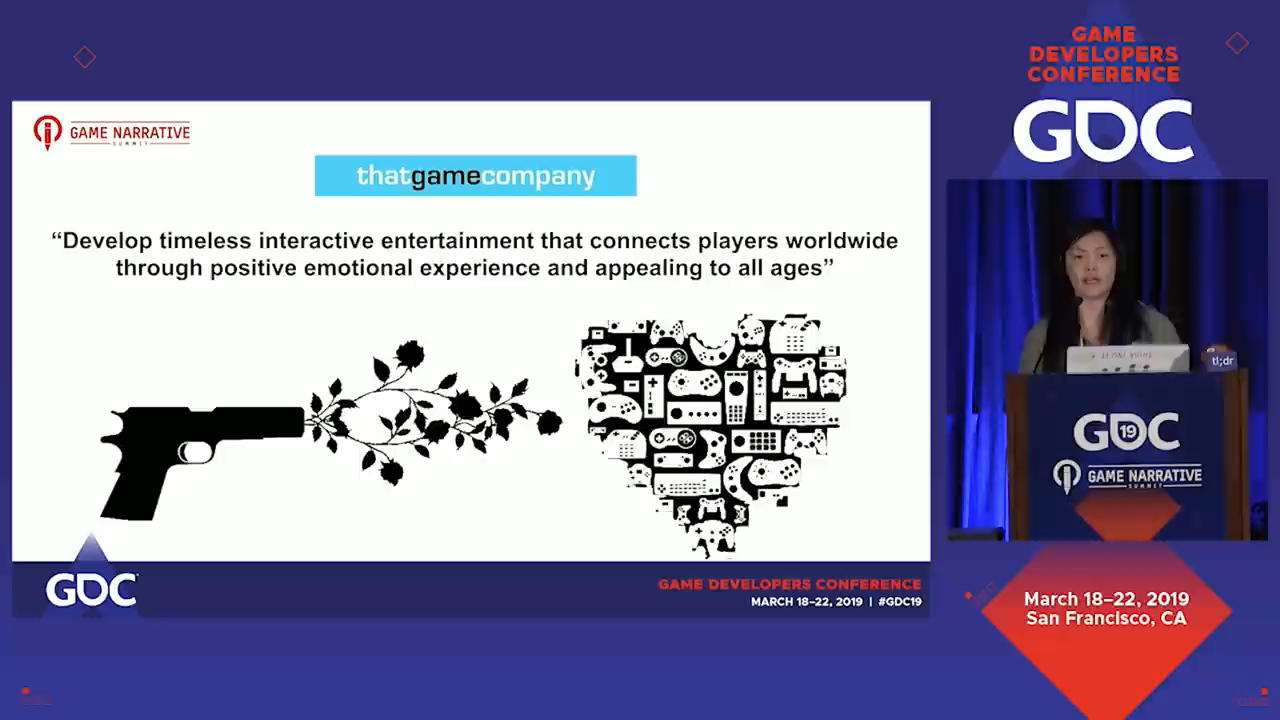 GAME
DEVELOPERS
CONFERENCE
GDC
GAME NARRATIVE
SUMMIT
thatgamecompany
“Develop timeless interactive entertainment that connects players worldwide
through positive emotional experience and appealing to all ages”
tl;dr
GDC
19
GAME NARRATIVE
SUMMIT
GDC
GAME DEVELOPERS CONFERENCE
MARCH 18–22, 2019 | #GDC19
March 18–22, 2019
San Francisco, CA